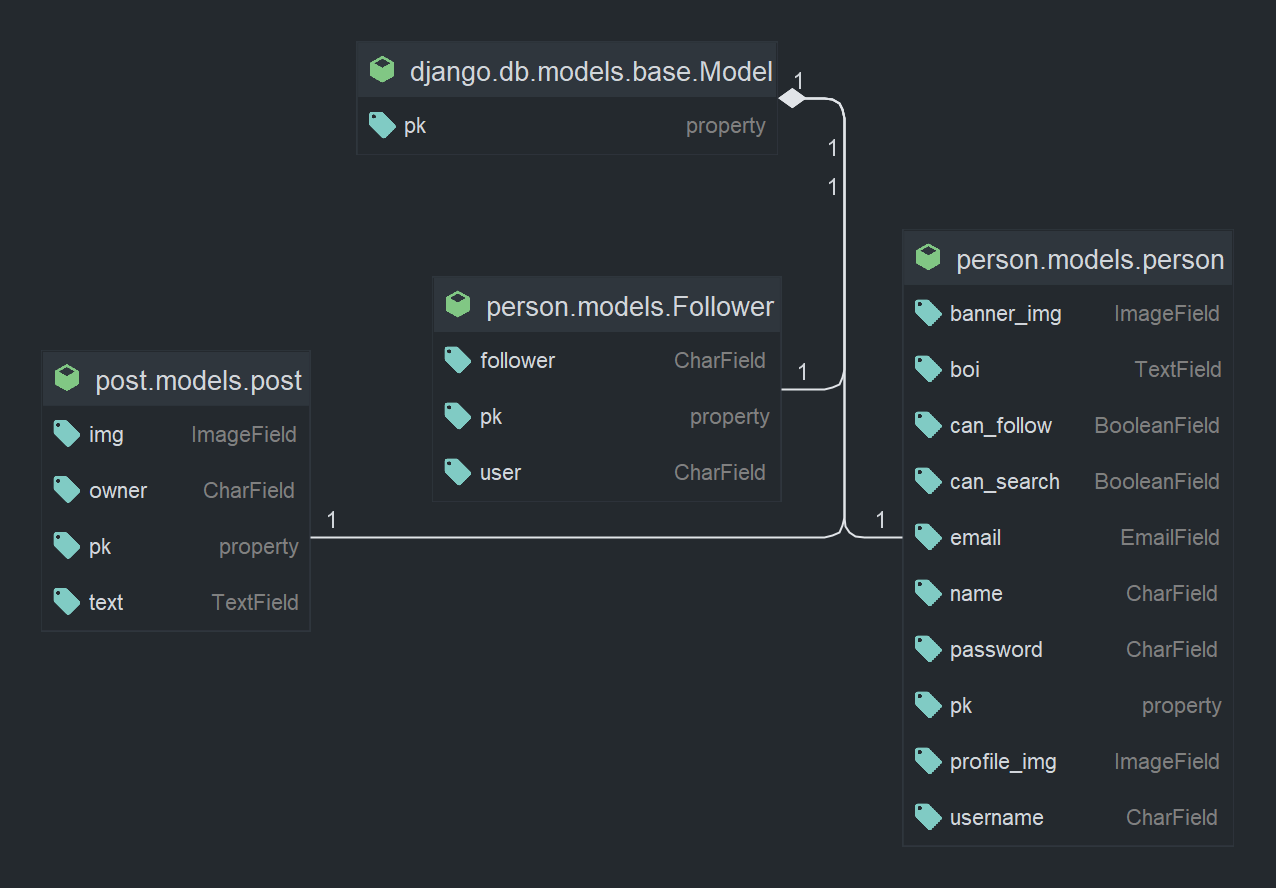 django.db.models.base.Model
pk property
1
1
1
person.models.person
banner_img ImageField
boi TextField
can_follow BooleanField
can_search BooleanField
email EmailField
name CharField
password CharField
pk property
profile_img ImageField
username CharField
person.models.Follower
follower CharField
pk property
user CharField
1
post.models.post
img ImageField
owner CharField
pk property
text TextField
1
1